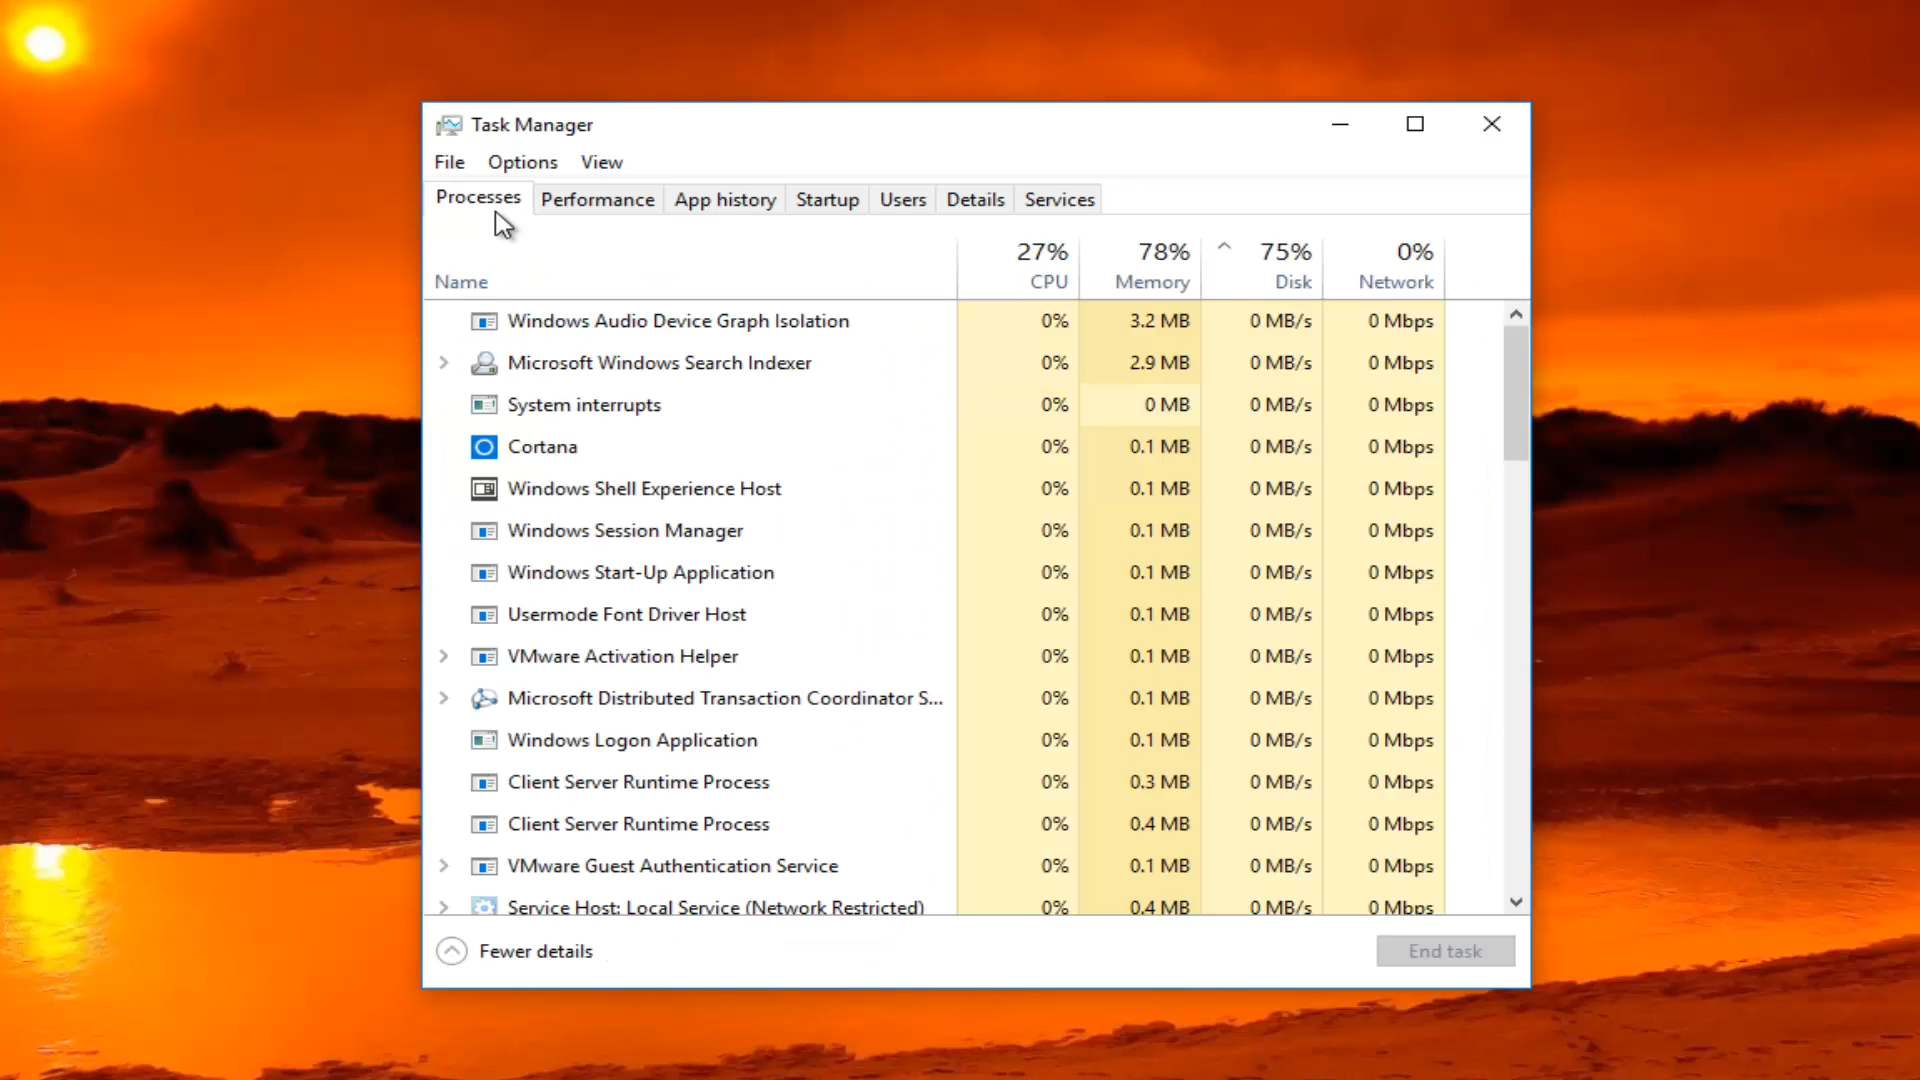 Task Manager
File Options View
Processes Performance App history Startup Users Details Services
27% 78% 75% 0%
Name CPU Memory Disk Network
Windows Audio Device Graph Isolation 0% 3.2 MB 0 MB/s 0 Mbps
Microsoft Windows Search Indexer 0% 2.9 MB 0 MB/s 0 Mbps
System interrupts 0% 0 MB 0 MB/s 0 Mbps
Cortana 0% 0.1 MB 0 MB/s 0 Mbps
Windows Shell Experience Host 0% 0.1 MB 0 MB/s 0 Mbps
Windows Session Manager 0% 0.1 MB 0 MB/s 0 Mbps
Windows Start-Up Application 0% 0.1 MB 0 MB/s 0 Mbps
Usermode Font Driver Host 0% 0.1 MB 0 MB/s 0 Mbps
VMware Activation Helper 0% 0.1 MB 0 MB/s 0 Mbps
Microsoft Distributed Transaction Coordinator S... 0% 0.1 MB 0 MB/s 0 Mbps
Windows Logon Application 0% 0.1 MB 0 MB/s 0 Mbps
Client Server Runtime Process 0% 0.3 MB 0 MB/s 0 Mbps
Client Server Runtime Process 0% 0.4 MB 0 MB/s 0 Mbps
VMware Guest Authentication Service 0% 0.1 MB 0 MB/s 0 Mbps
Service Host: Local Service (Network Restricted) 0% 0.4 MB 0 MB/s 0 Mbps
Fewer details End task